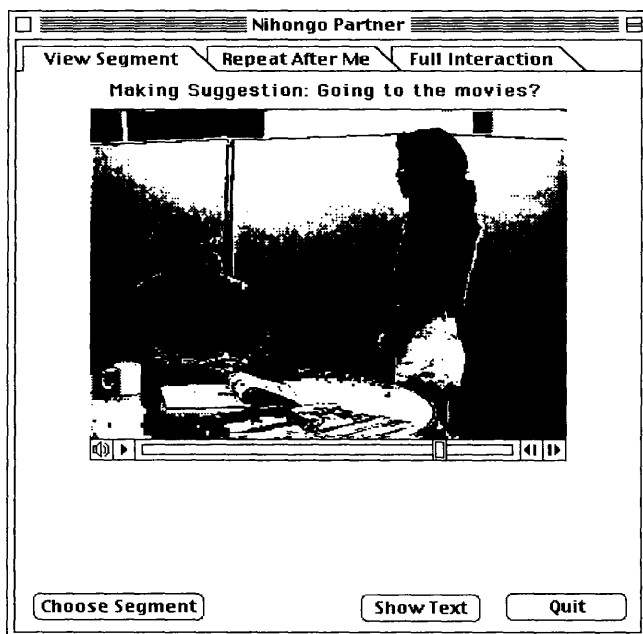 Nihongo Partner
View Segment Repeat After Me Full Interaction
Making Suggestion: Going to the movies?
Choose Segment Show Text Quit